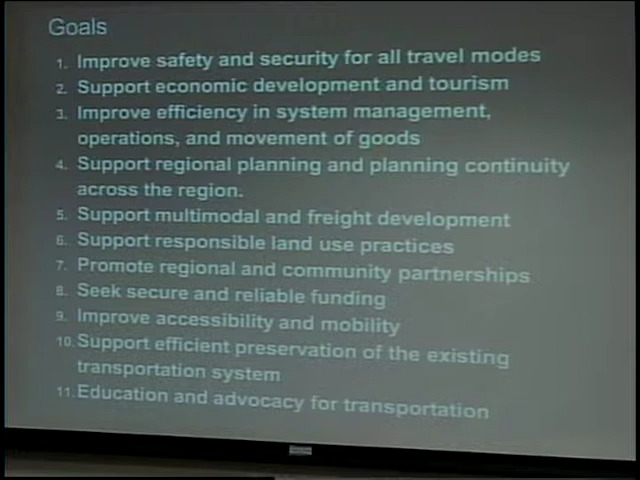 Goals
1. Improve safety and security for all travel modes
2. Support economic development and tourism
3. Improve efficiency in system management,
operations, and movement of goods
4. Support regional planning and planning continuity
across the region.
5. Support multimodal and freight development
6. Support responsible land use practices
7. Promote regional and community partnerships
8. Seek secure and reliable funding
9. Improve accessibility and mobility
10. Support efficient preservation of the existing
transportation system
11. Education and advocacy for transportation